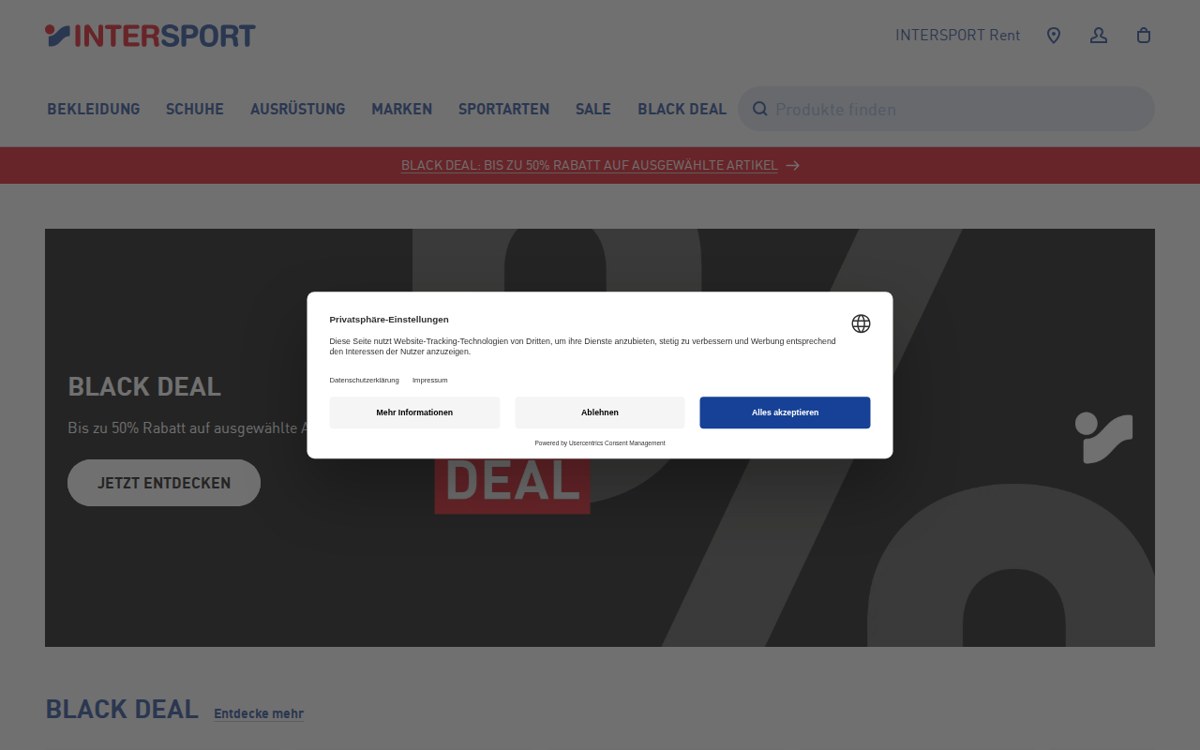 INTERSPORT
INTERSPORT Rent
BEKLEIDUNG SCHUHE AUSRÜSTUNG MARKEN SPORTARTEN SALE BLACK DEAL Produkte finden
BLACK DEAL: BIS ZU 50% RABATT AUF AUSGEWÄHLTE ARTIKEL
Privatsphäre-Einstellungen
Diese Seite nutzt Website-Tracking-Technologien von Dritten, um ihre Dienste anzubieten, stetig zu verbessern und Werbung entsprechend
den Interessen der Nutzer anzuzeigen.
Datenschutzerklärung Impressum
Mehr Informationen Ablehnen Alles akzeptieren
Powered by Usercentrics Consent Management
BLACK DEAL
Bis zu 50% Rabatt auf ausgewählte
JETZT ENTDECKEN
DEAL
%
BLACK DEAL Entdecke mehr